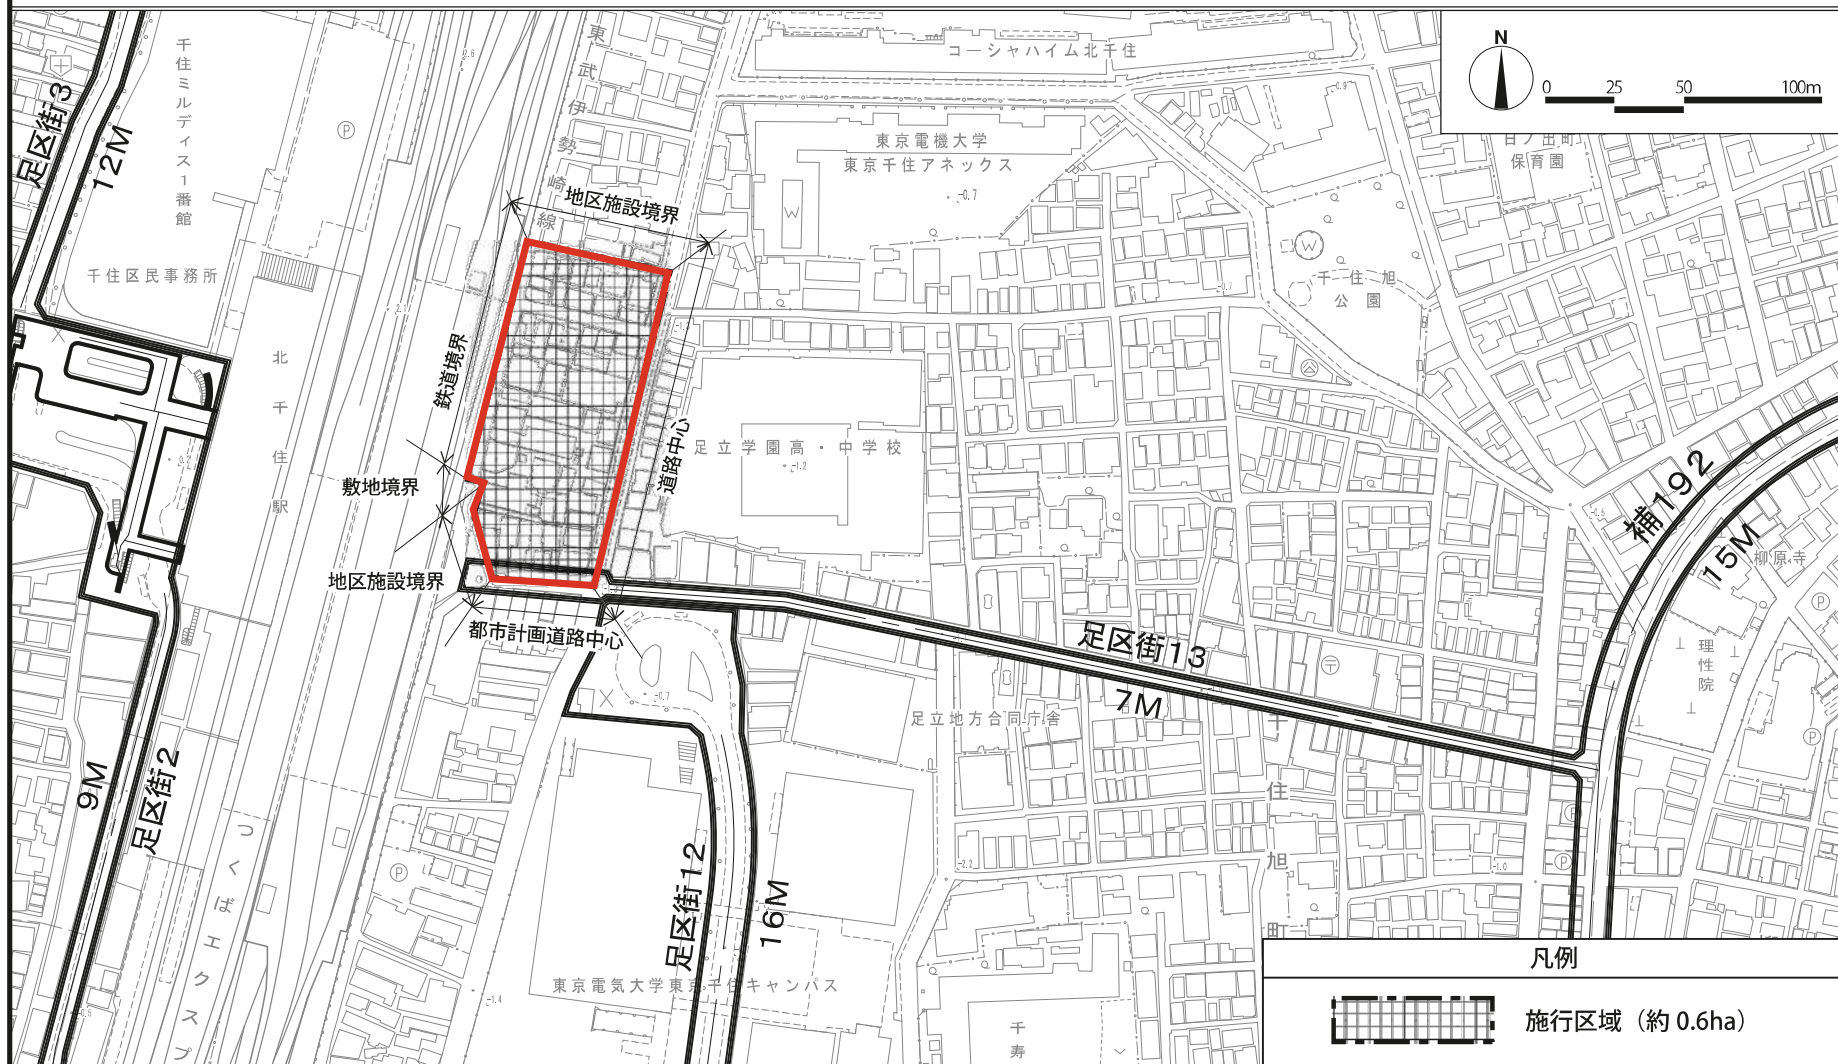 千住ミルディス1番館
千住区民事務所
足区街3
12M
北千住駅
東武伊勢崎線
コーシャハイム北千住
東京電機大学
東京千住アネックス
N
0 25 50 100m
日ノ出町
保育園
千住旭
公園
地区施設境界
鉄道境界
敷地境界
地区施設境界
都市計画道路中心
道路中心
足立学園高・中学校
補192
15M
柳原寺
理性院
足区街13
7M
足立地方合同庁舎
千住旭町
9M
足区街2
つくばエクスプ
足区街12
16M
東京電気大学東京千住キャンパス
千寿
凡例
施行区域（約 0.6ha）